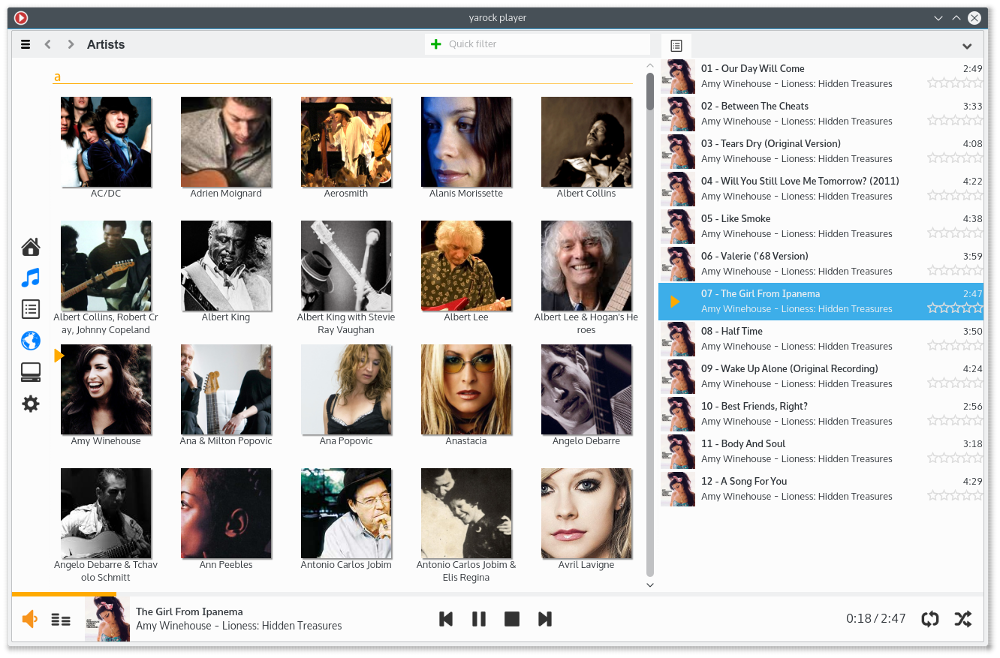 yarock player
Artists
Quick filter
a
AC/DC
Adrien Moignard
Aerosmith
Alanis Morissette
Albert Collins
Albert Collins, Robert Cr
ay, Johnny Copeland
Albert King
Albert King with Stevie
Ray Vaughan
Albert Lee
Albert Lee & Hogan's He
roes
Amy Winehouse
Ana & Milton Popovic
Ana Popovic
Anastacia
Angelo Debarre
Angelo Debarre & Tchav
olo Schmitt
Ann Peebles
Antonio Carlos Jobim
Antonio Carlos Jobim &
Elis Regina
Avril Lavigne
01 - Our Day Will Come 2:49
Amy Winehouse - Lioness: Hidden Treasures
02 - Between The Cheats 3:33
Amy Winehouse - Lioness: Hidden Treasures
03 - Tears Dry (Original Version) 4:08
Amy Winehouse - Lioness: Hidden Treasures
04 - Will You Still Love Me Tomorrow? (2011) 4:22
Amy Winehouse - Lioness: Hidden Treasures
05 - Like Smoke 4:38
Amy Winehouse - Lioness: Hidden Treasures
06 - Valerie ('68 Version) 3:59
Amy Winehouse - Lioness: Hidden Treasures
07 - The Girl From Ipanema 2:47
Amy Winehouse - Lioness: Hidden Treasures
08 - Half Time 3:50
Amy Winehouse - Lioness: Hidden Treasures
09 - Wake Up Alone (Original Recording) 4:24
Amy Winehouse - Lioness: Hidden Treasures
10 - Best Friends, Right? 2:56
Amy Winehouse - Lioness: Hidden Treasures
11 - Body And Soul 3:18
Amy Winehouse - Lioness: Hidden Treasures
12 - A Song For You 4:29
Amy Winehouse - Lioness: Hidden Treasures
The Girl From Ipanema
Amy Winehouse - Lioness: Hidden Treasures
0:18 / 2:47